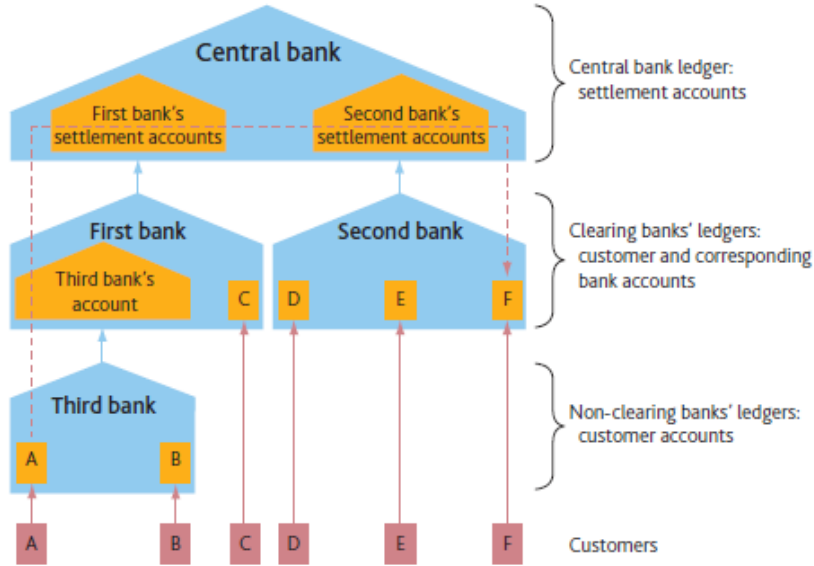 Central bank
First bank's
settlement accounts
Second bank's
settlement accounts
Central bank ledger:
settlement accounts
First bank
Second bank
Third bank's
account
C
D
E
F
Clearing banks' ledgers:
customer and corresponding
bank accounts
Third bank
A
B
Non-clearing banks' ledgers:
customer accounts
A
B
C
D
E
F
Customers